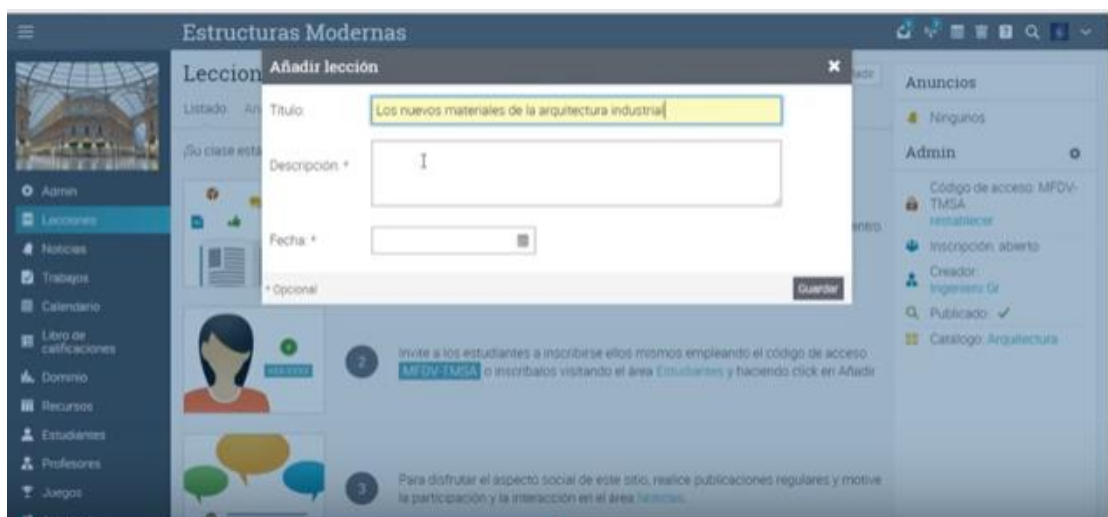 Estructuras Modernas
Admin
Lecciones
Noticias
Trabajos
Calendario
Libro de
calificaciones
Dominio
Recursos
Estudiantes
Profesores
Juegos
Leccion
Listado
¡Su clase está
Añadir lección
Título:
Los nuevos materiales de la arquitectura industrial
Descripción: *
Fecha: *
* Opcional
Guardar
2
Invite a los estudiantes a inscribirse ellos mismos empleando el código de acceso
MFDV-TMSA o inscríbalos visitando el área Estudiantes y haciendo click en Añadir
3
Para disfrutar el aspecto social de este sitio, realice publicaciones regulares y motive
la participación y la interacción en el área Noticias.
Anuncios
Ningunos
Admin
Código de acceso: MFDV-
TMSA
restablecer
Inscripción: abierto
Creador:
Ingeniero Gr
Publicado:
Catálogo: Arquitectura